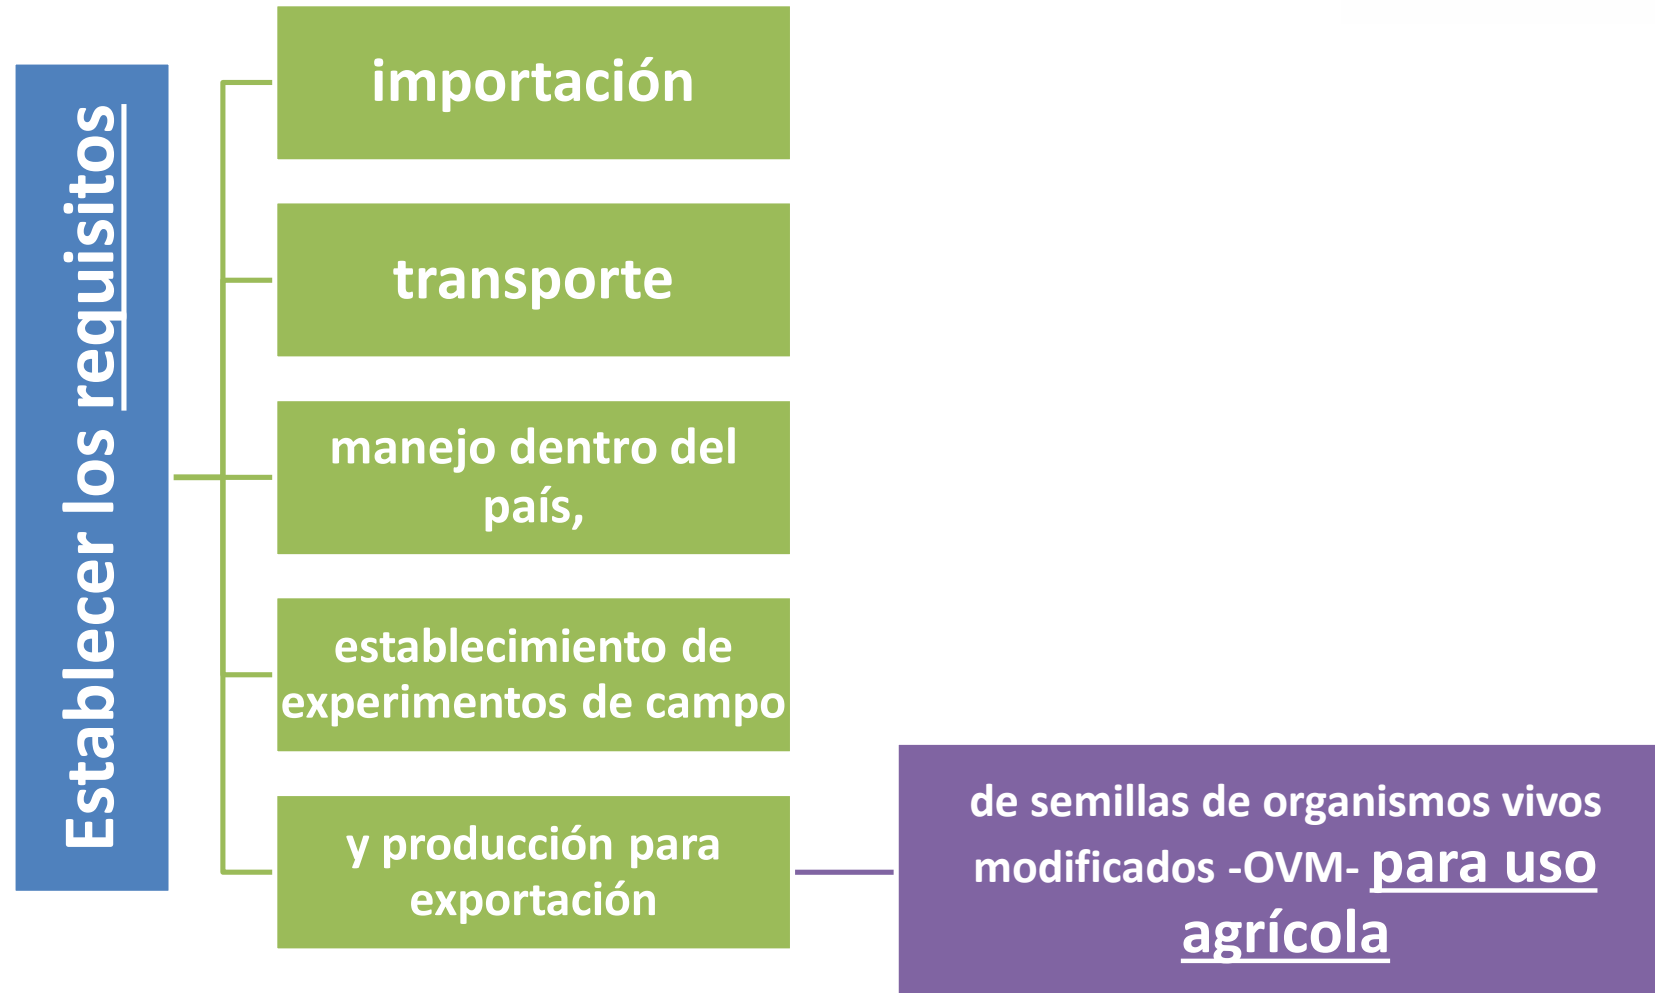 Establecer los requisitos
importación
transporte
manejo dentro del
país,
establecimiento de
experimentos de campo
y producción para
exportación
de semillas de organismos vivos
modificados -OVM- para uso
agrícola